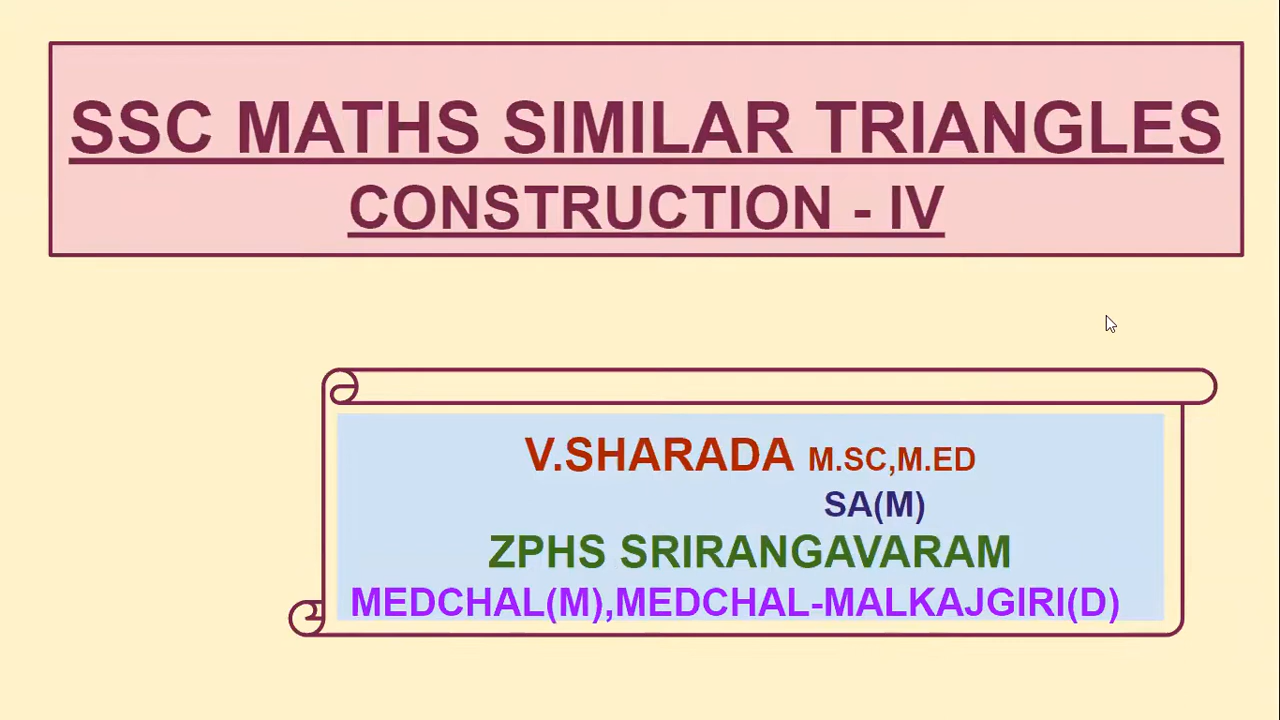 SSC MATHS SIMILAR TRIANGLES
CONSTRUCTION - IV
V.SHARADA M.SC,M.ED
SA(M)
ZPHS SRIRANGAVARAM
MEDCHAL(M),MEDCHAL-MALKAJGIRI(D)